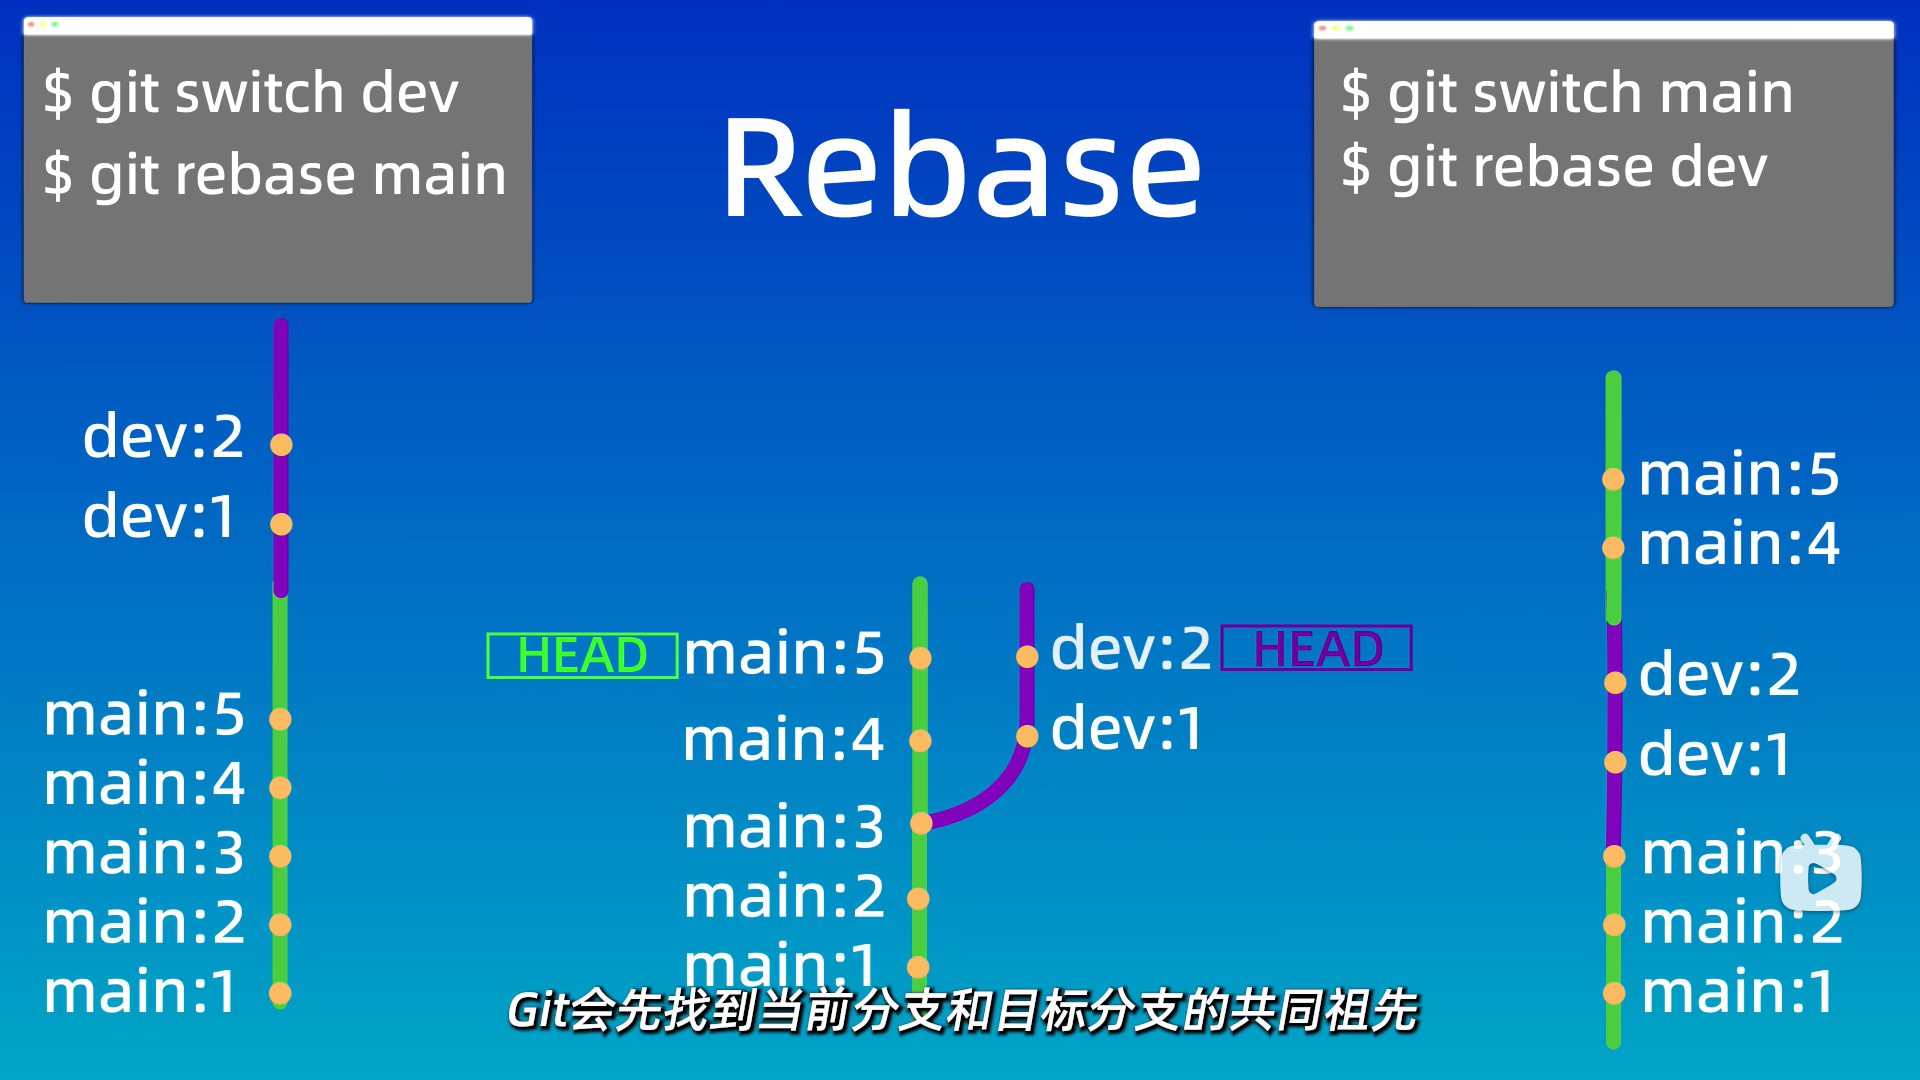 $ git switch dev
$ git rebase main
Rebase
$ git switch main
$ git rebase dev
dev:2
dev:1
main:5
main:4
main:3
main:2
main:1
HEAD
main:5
main:4
main:3
main:2
main:1
dev:2
HEAD
dev:1
main:5
main:4
dev:2
dev:1
main:3
main:2
main:1
Git会先找到当前分支和目标分支的共同祖先